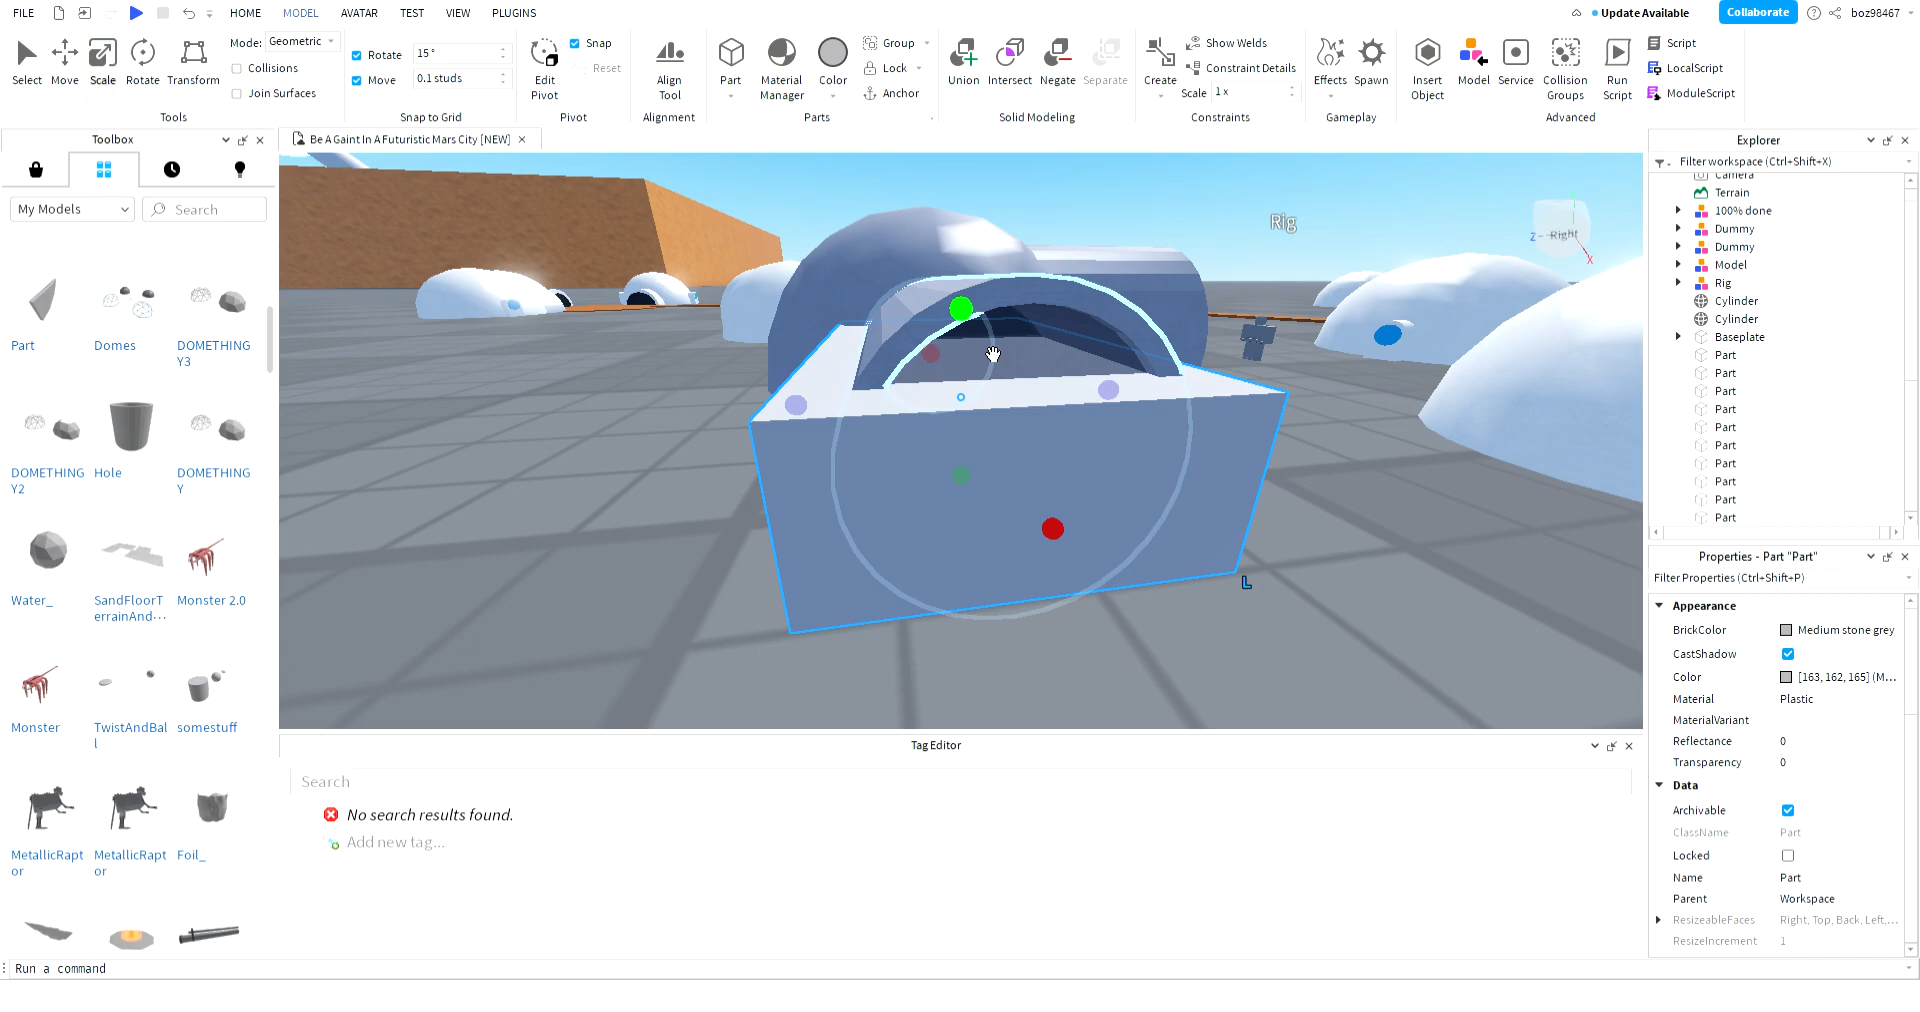 FILE
HOME
MODEL
AVATAR
TEST
VIEW
PLUGINS
Update Available
Collaborate
boz98467
Select
Move
Scale
Rotate
Transform
Mode:
Geometric
Collisions
Join Surfaces
Tools
Rotate
15°
Move
0.1 studs
Snap to Grid
Edit
Pivot
Snap
Reset
Pivot
Align
Tool
Alignment
Part
Material
Manager
Color
Group
Lock
Anchor
Parts
Union
Intersect
Negate
Separate
Solid Modeling
Create
Show Welds
Constraint Details
Scale
1 x
Constraints
Effects
Spawn
Gameplay
Insert
Object
Model
Service
Collision
Groups
Run
Script
Script
LocalScript
ModuleScript
Advanced
Toolbox
My Models
Search
Part
Domes
DOMETHING
Y3
DOMETHING
Y2
Hole
DOMETHING
Y
Water_
SandFloorT
errainAnd···
Monster 2.0
Monster
TwistAndBal
l
somestuff
MetallicRapt
or
MetallicRapt
or
Foil_
Be A Gaint In A Futuristic Mars City [NEW]
Rig
Z
Right
X
Y
L
Tag Editor
Search
No search results found.
Add new tag...
Explorer
Filter workspace (Ctrl+Shift+X)
Camera
Terrain
100% done
Dummy
Dummy
Model
Rig
Cylinder
Cylinder
Baseplate
Part
Part
Part
Part
Part
Part
Part
Part
Part
Part
Properties - Part "Part"
Filter Properties (Ctrl+Shift+P)
Appearance
BrickColor
Medium stone grey
CastShadow
Color
[163, 162, 165] (M...
Material
Plastic
MaterialVariant
Reflectance
0
Transparency
0
Data
Archivable
ClassName
Part
Locked
Name
Part
Parent
Workspace
ResizeableFaces
Right, Top, Back, Left,...
ResizeIncrement
1
Run a command